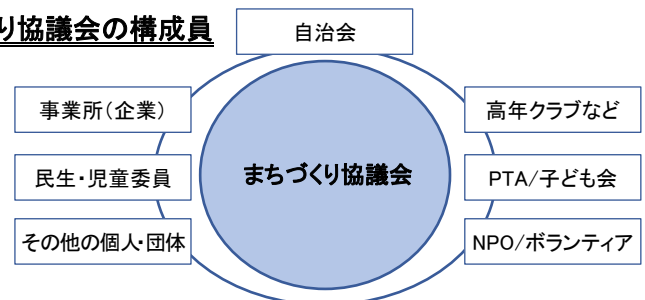 り協議会の構成員
自治会
事業所(企業)
高年クラブなど
民生・児童委員
まちづくり協議会
PTA/子ども会
その他の個人・団体
NPO/ボランティア